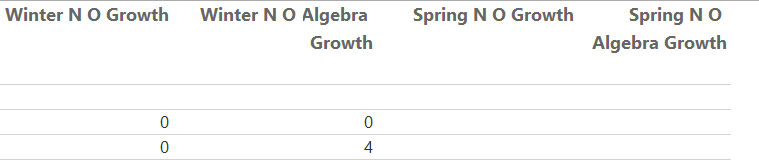 Winter N O Growth Winter N O Algebra Spring N O Growth Spring N O
Growth Algebra Growth
0 0
0 4